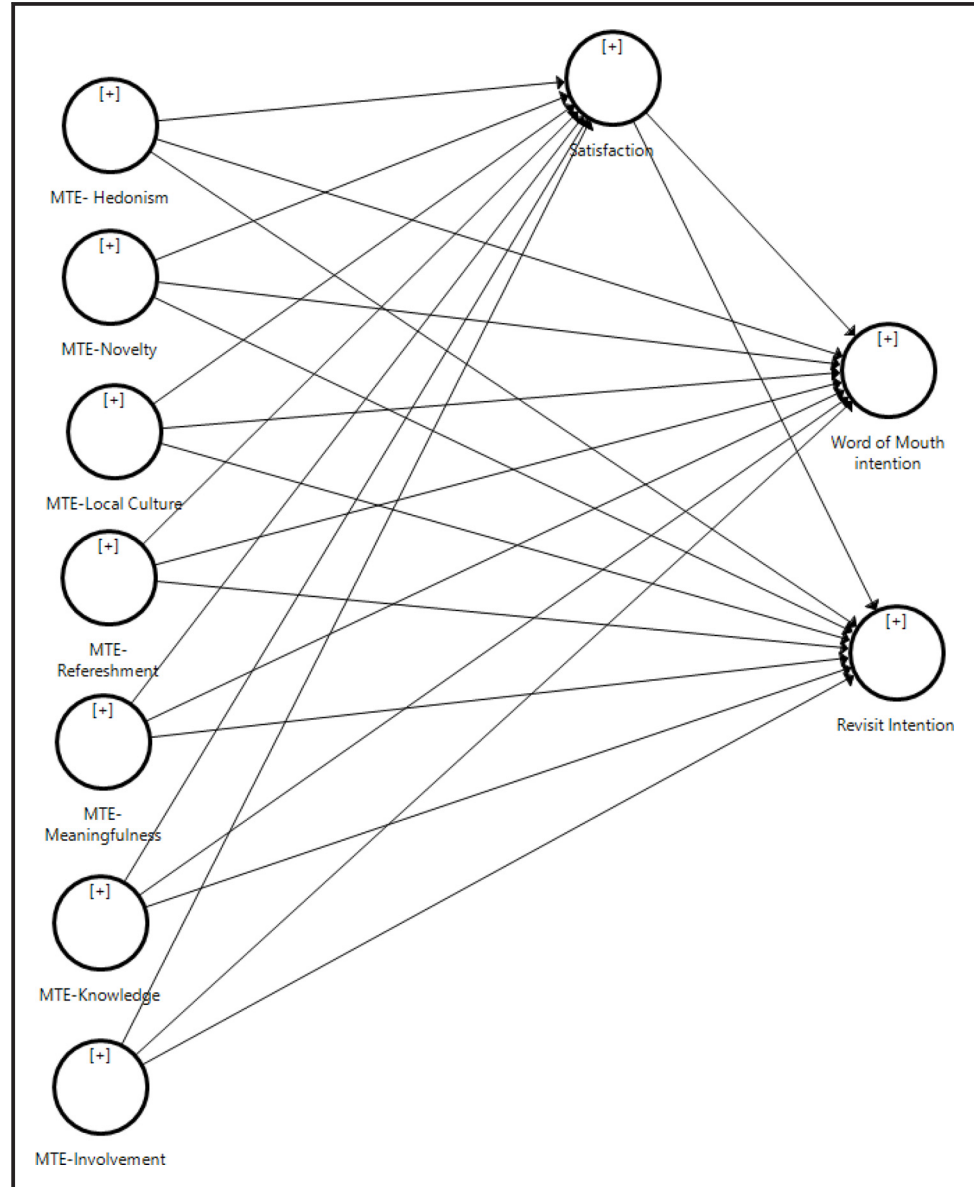 [+]
Satisfaction
[+]
MTE- Hedonism
[+]
MTE-Novelty
[+]
MTE-Local Culture
[+]
MTE-
Refereshment
[+]
MTE-
Meaningfulness
[+]
MTE-Knowledge
[+]
MTE-Involvement
[+]
Word of Mouth
intention
[+]
Revisit Intention